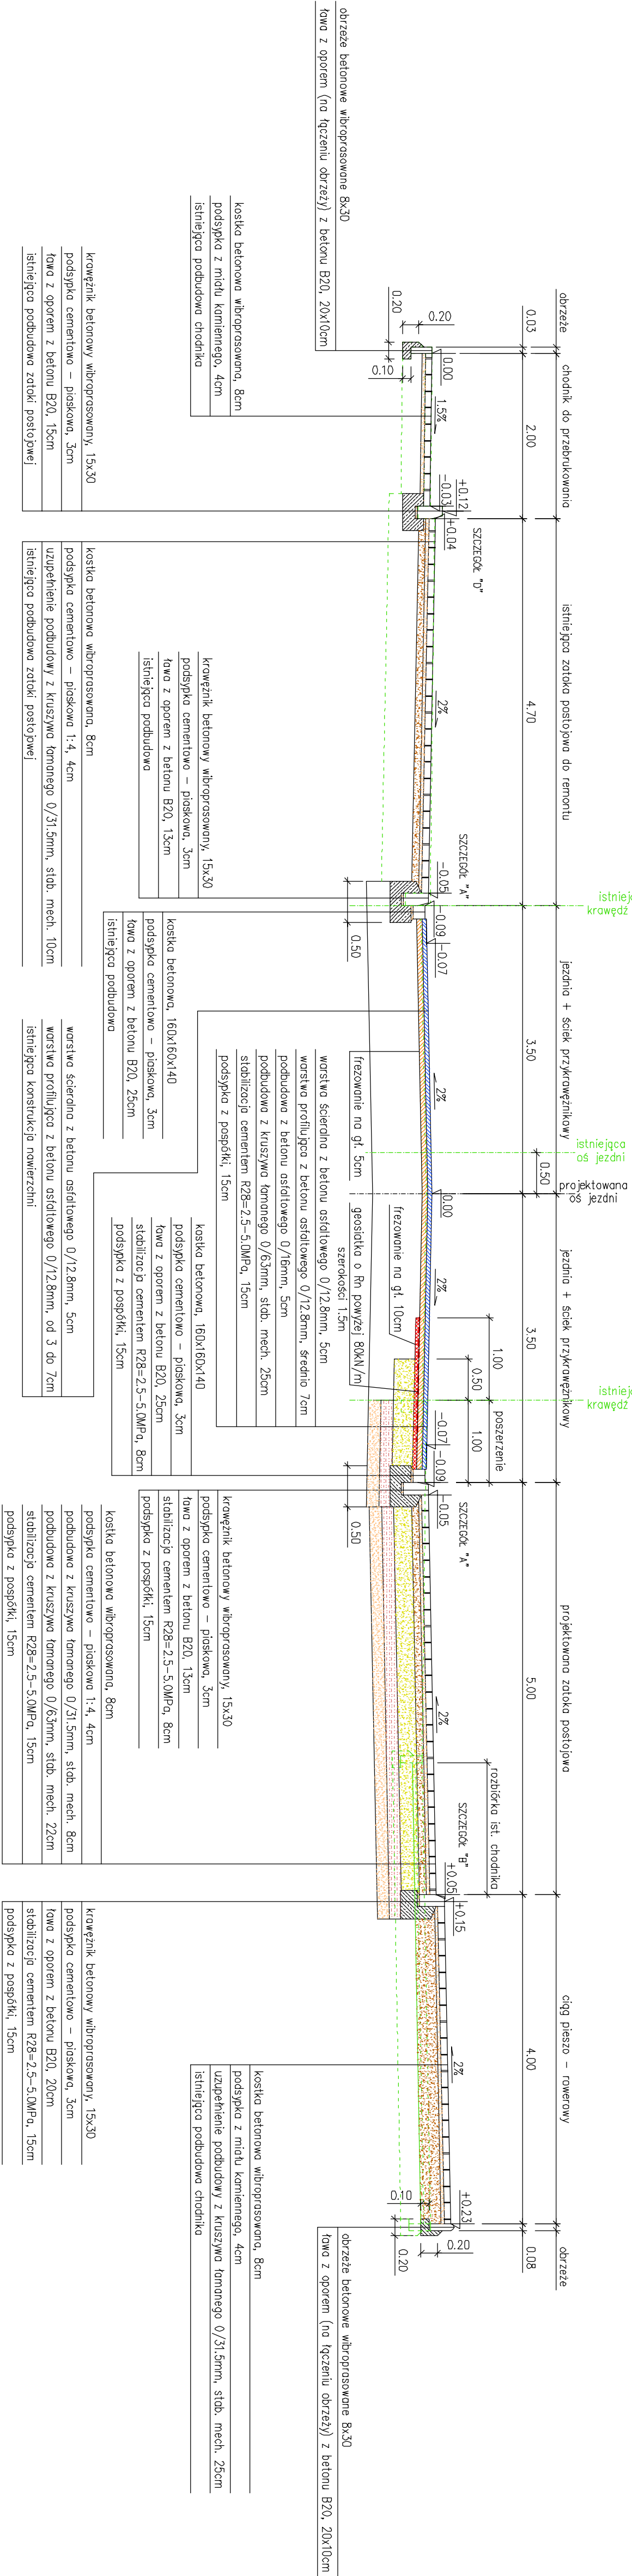 obrzeże
chodnik do przebrukowania
istniejąca zatoka postojowa do remontu
jezdnia + ściek przykrawężnikowy
jezdnia + ściek przykrawężnikowy
projektowana zatoka postojowa
ciąg pieszo - rowerowy
obrzeże
0.03
2.00
4.70
3.50
3.50
5.00
4.00
0.08
istnieją
krawędź
istniejąca
oś jezdni
0.50
projektowana
oś jezdni
istnieją
krawędź
1.00
0.50
poszerzenie
1.00
rozbiórka ist. chodnika
SZCZEGÓŁ "D"
SZCZEGÓŁ "A"
SZCZEGÓŁ "A"
SZCZEGÓŁ "B"
0.20
0.00
1.5%
+0.12
-0.03
+0.04
2%
-0.05
-0.09
-0.07
2%
0.00
2%
-0.07
-0.09
-0.05
2%
+0.05
+0.15
2%
+0.23
0.20
0.20
0.10
0.50
0.50
0.10
0.20
obrzeże betonowe wibroprasowane 8x30
ława z oporem (na łączeniu obrzeży) z betonu B20, 20x10cm
kostka betonowa wibroprasowana, 8cm
podsypka z miału kamiennego, 4cm
istniejąca podbudowa chodnika
krawężnik betonowy wibroprasowany, 15x30
podsypka cementowo - piaskowa, 3cm
ława z oporem z betonu B20, 15cm
istniejąca podbudowa zatoki postojowej
kostka betonowa wibroprasowana, 8cm
podsypka cementowo - piaskowa 1:4, 4cm
uzupełnienie podbudowy z kruszywa łamanego 0/31.5mm, stab. mech. 10cm
istniejąca podbudowa zatoki postojowej
krawężnik betonowy wibroprasowany, 15x30
podsypka cementowo - piaskowa, 3cm
ława z oporem z betonu B20, 13cm
istniejąca podbudowa
kostka betonowa, 160x160x140
podsypka cementowo - piaskowa, 3cm
ława z oporem z betonu B20, 25cm
istniejąca podbudowa
warstwa ścieralna z betonu asfaltowego 0/12.8mm, 5cm
warstwa profilująca z betonu asfaltowego 0/12.8mm, od 3 do 7cm
istniejąca konstrukcja nawierzchni
frezowanie na gł. 5cm
frezowanie na gł. 10cm
geosiatka o Rn powyżej 80kN/m
szerokości 1.5m
warstwa ścieralna z betonu asfaltowego 0/12.8mm, 5cm
warstwa profilująca z betonu asfaltowego 0/12.8mm, średnio 7cm
podbudowa z betonu asfaltowego 0/16mm, 5cm
podbudowa z kruszywa łamanego 0/63mm, stab. mech. 25cm
stabilizacja cementem R28=2.5-5.0MPa, 15cm
podsypka z pospółki, 15cm
kostka betonowa, 160x160x140
podsypka cementowo - piaskowa, 3cm
ława z oporem z betonu B20, 25cm
stabilizacja cementem R28=2.5-5.0MPa, 8cm
podsypka z pospółki, 15cm
krawężnik betonowy wibroprasowany, 15x30
podsypka cementowo - piaskowa, 3cm
ława z oporem z betonu B20, 13cm
stabilizacja cementem R28=2.5-5.0MPa, 8cm
podsypka z pospółki, 15cm
kostka betonowa wibroprasowana, 8cm
podsypka cementowo - piaskowa 1:4, 4cm
podbudowa z kruszywa łamanego 0/31.5mm, stab. mech. 8cm
podbudowa z kruszywa łamanego 0/63mm, stab. mech. 22cm
stabilizacja cementem R28=2.5-5.0MPa, 15cm
podsypka z pospółki, 15cm
krawężnik betonowy wibroprasowany, 15x30
podsypka cementowo - piaskowa, 3cm
ława z oporem z betonu B20, 20cm
stabilizacja cementem R28=2.5-5.0MPa, 15cm
podsypka z pospółki, 15cm
kostka betonowa wibroprasowana, 8cm
podsypka z miału kamiennego, 4cm
uzupełnienie podbudowy z kruszywa łamanego 0/31.5mm, stab. mech. 25cm
istniejąca podbudowa chodnika
obrzeże betonowe wibroprasowane 8x30
ława z oporem (na łączeniu obrzeży) z betonu B20, 20x10cm